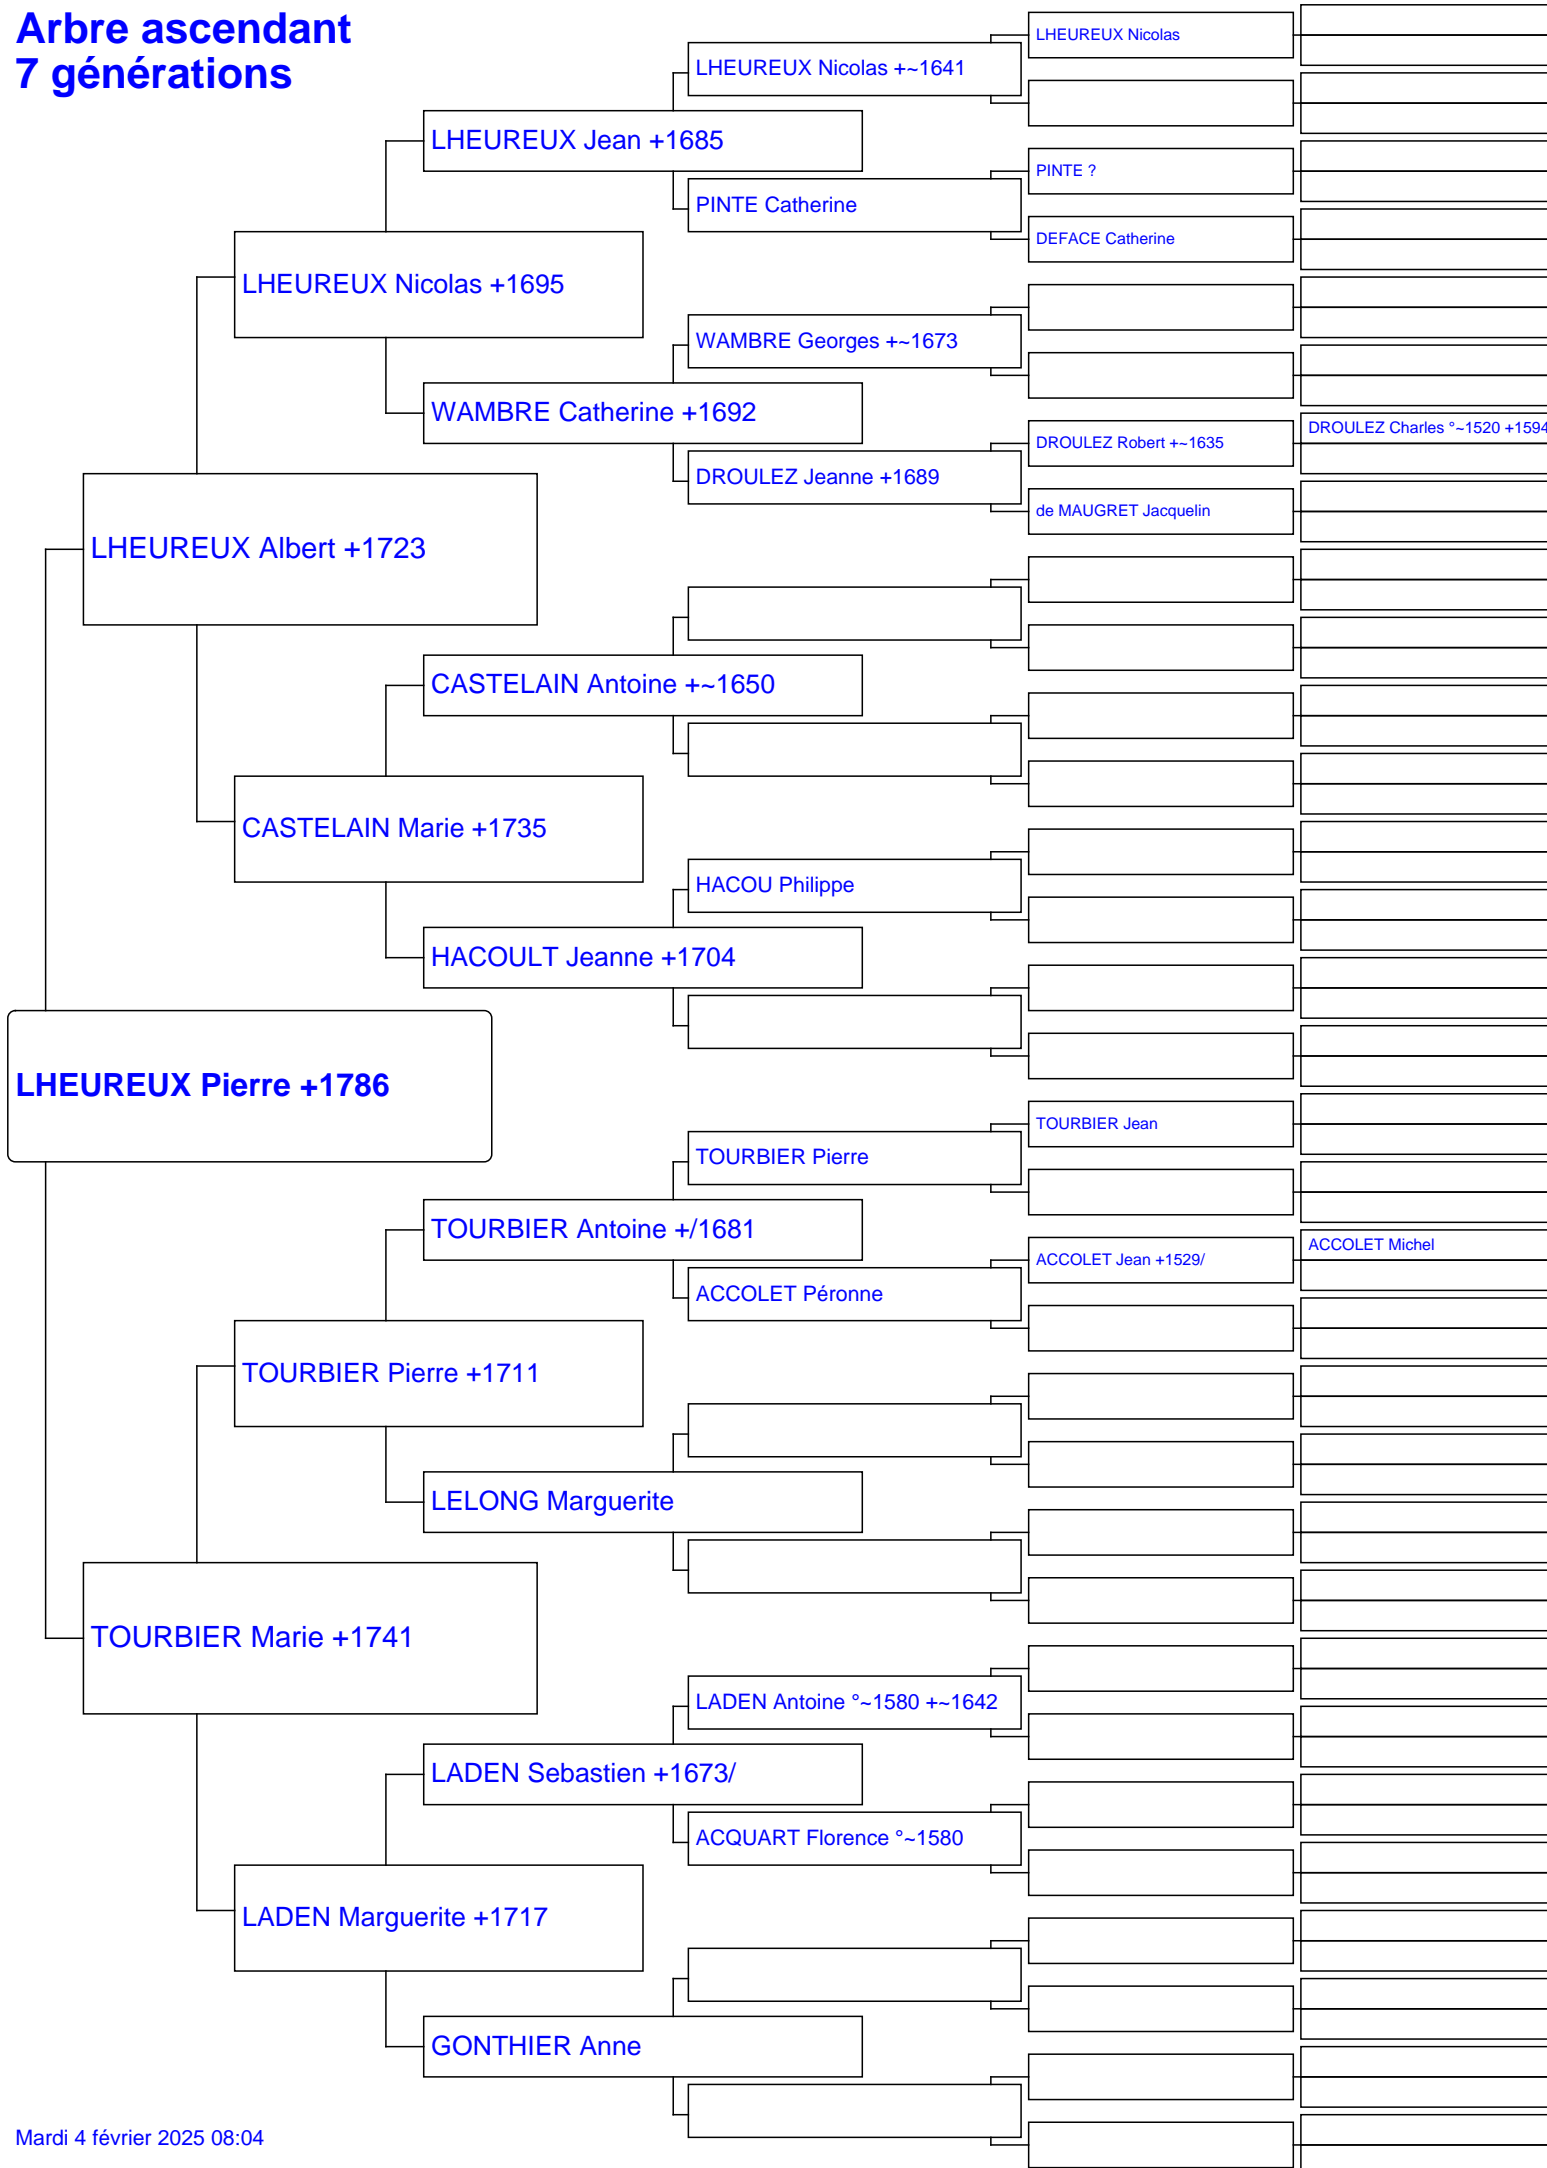 Arbre ascendant
7 générations
LHEUREUX Nicolas
LHEUREUX Nicolas +~1641
LHEUREUX Jean +1685
PINTE ?
PINTE Catherine
DEFACE Catherine
LHEUREUX Nicolas +1695
WAMBRE Georges +~1673
WAMBRE Catherine +1692
DROULEZ Charles °~1520 +1594
DROULEZ Robert +~1635
DROULEZ Jeanne +1689
de MAUGRET Jacquelin
LHEUREUX Albert +1723
CASTELAIN Antoine +~1650
CASTELAIN Marie +1735
HACOU Philippe
HACOULT Jeanne +1704
LHEUREUX Pierre +1786
TOURBIER Jean
TOURBIER Pierre
TOURBIER Antoine +/1681
ACCOLET Michel
ACCOLET Jean +1529/
ACCOLET Péronne
TOURBIER Pierre +1711
LELONG Marguerite
TOURBIER Marie +1741
LADEN Antoine °~1580 +~1642
LADEN Sebastien +1673/
ACQUART Florence °~1580
LADEN Marguerite +1717
GONTHIER Anne
Mardi 4 février 2025 08:04